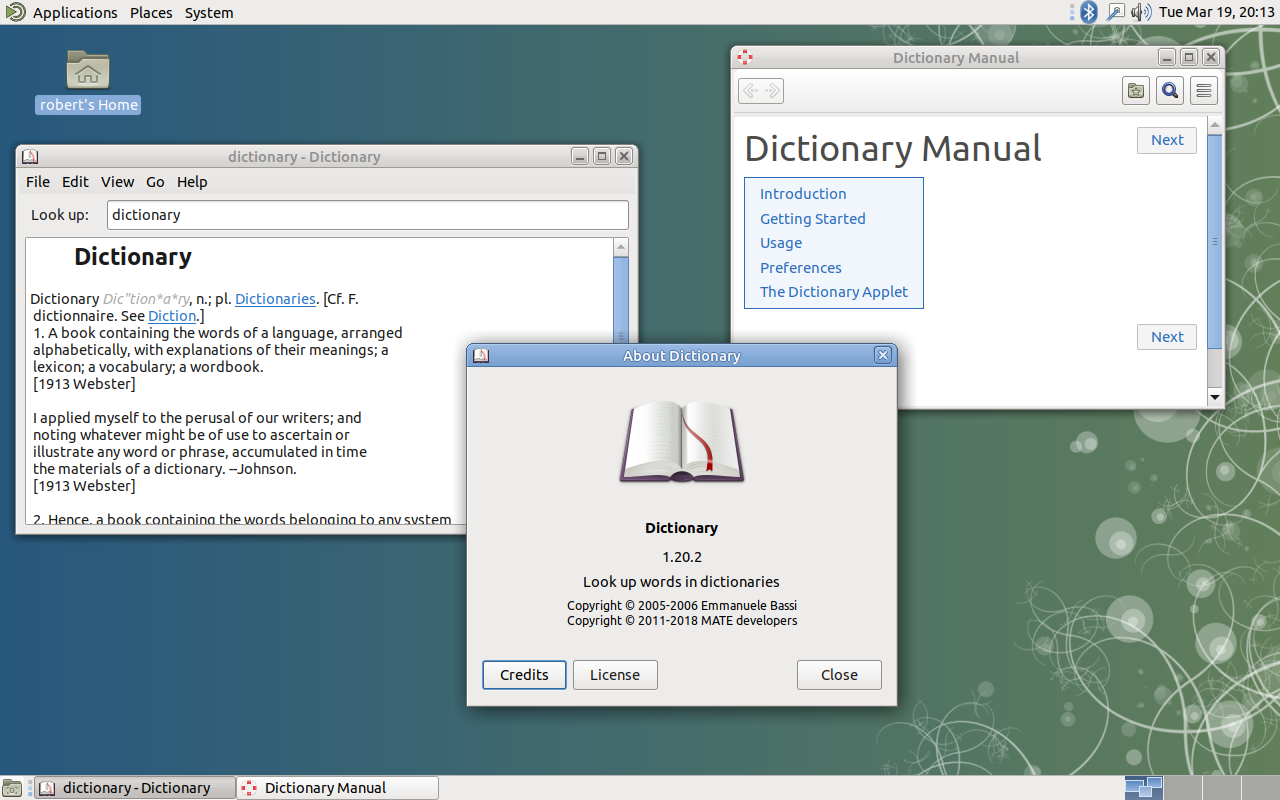 Applications Places System
Tue Mar 19, 20:13
robert's Home
Dictionary Manual
Dictionary Manual
Next
Introduction
Getting Started
Usage
Preferences
The Dictionary Applet
Next
dictionary - Dictionary
File Edit View Go Help
Look up: dictionary
Dictionary
Dictionary Dic"tion*a*ry, n.; pl. Dictionaries. [Cf. F.
dictionnaire. See Diction.]
1. A book containing the words of a language, arranged
alphabetically, with explanations of their meanings; a
lexicon; a vocabulary; a wordbook.
[1913 Webster]
I applied myself to the perusal of our writers; and
noting whatever might be of use to ascertain or
illustrate any word or phrase, accumulated in time
the materials of a dictionary. --Johnson.
[1913 Webster]
2. Hence, a book containing the words belonging to any system
About Dictionary
Dictionary
1.20.2
Look up words in dictionaries
Copyright © 2005-2006 Emmanuele Bassi
Copyright © 2011-2018 MATE developers
Credits License Close
dictionary - Dictionary Dictionary Manual